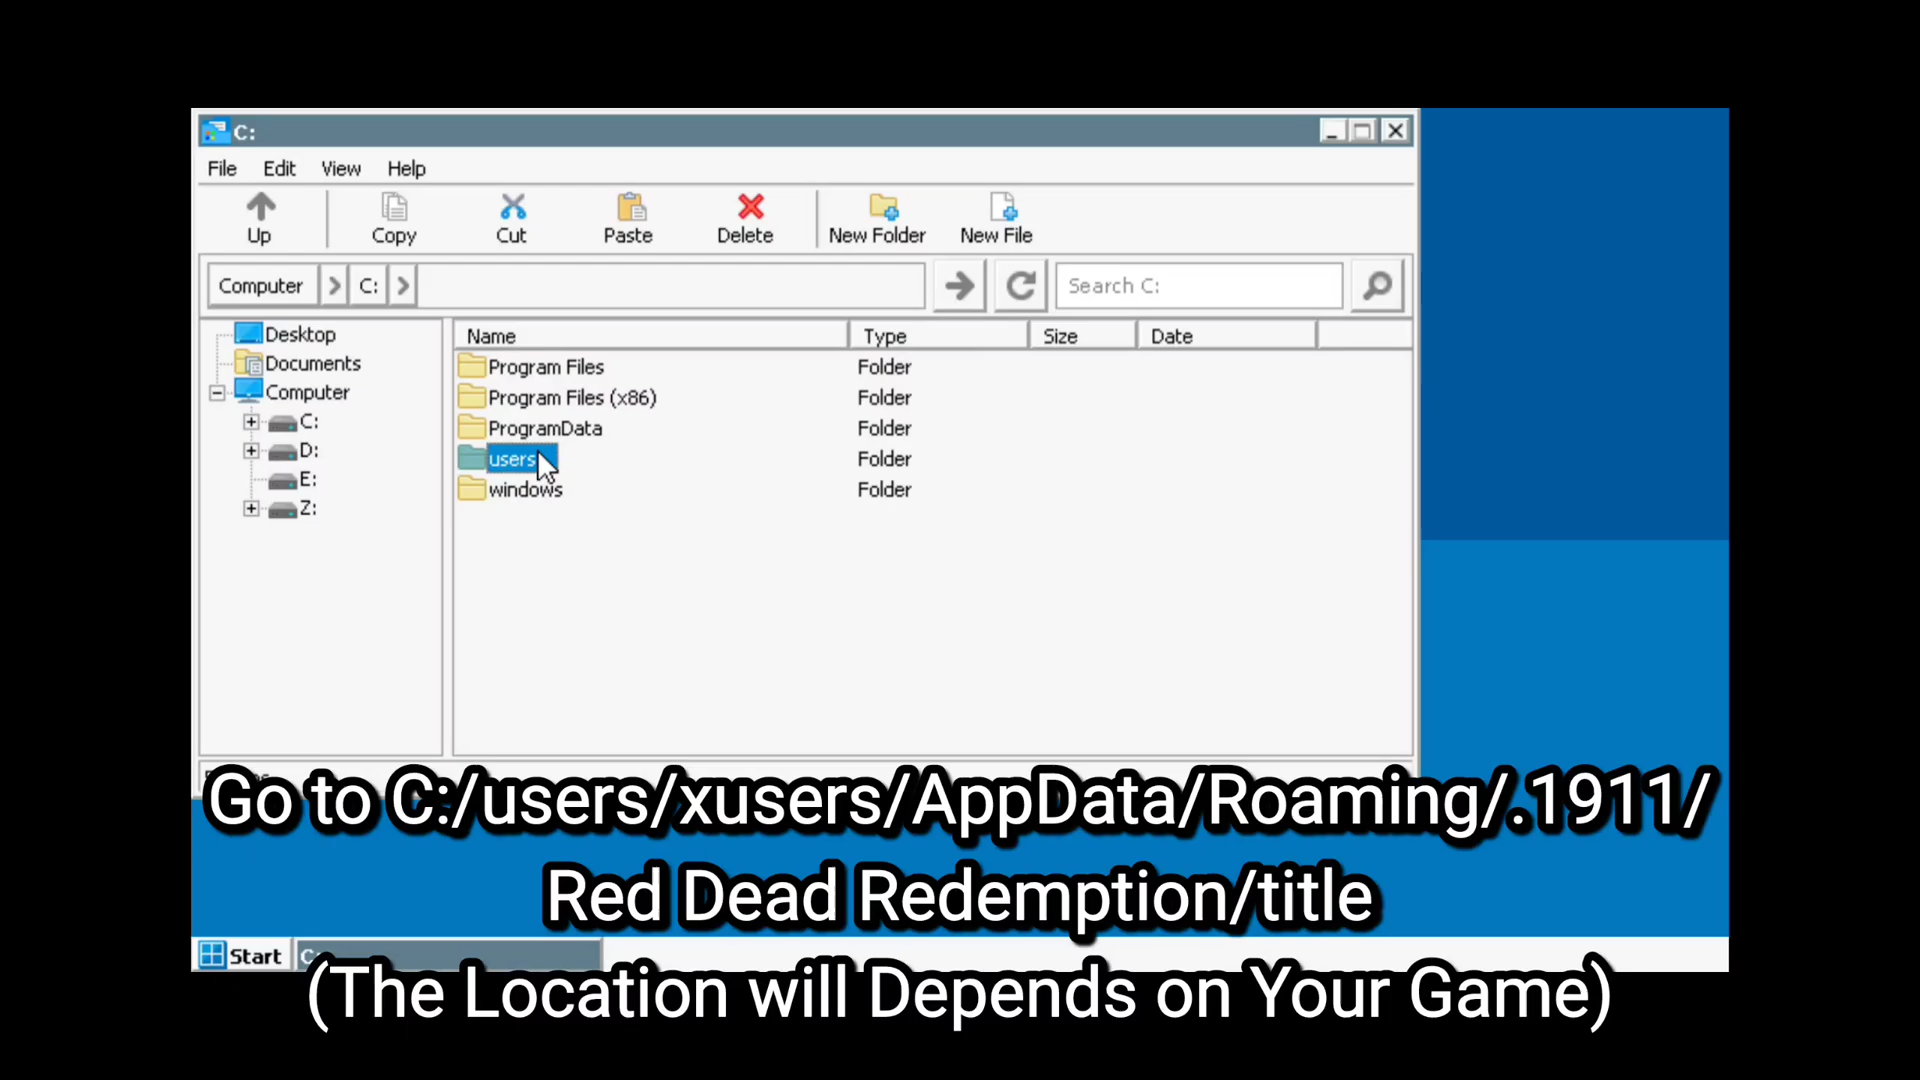 C:
File Edit View Help
Up Copy Cut Paste Delete New Folder New File
Computer C: Search C:
Desktop
Documents
Computer
C:
D:
E:
Z:
Name Type Size Date
Program Files Folder
Program Files (x86) Folder
ProgramData Folder
users Folder
windows Folder
Go to C:/users/xusers/AppData/Roaming/.1911/
Red Dead Redemption/title
Start C:
(The Location will Depends on Your Game)